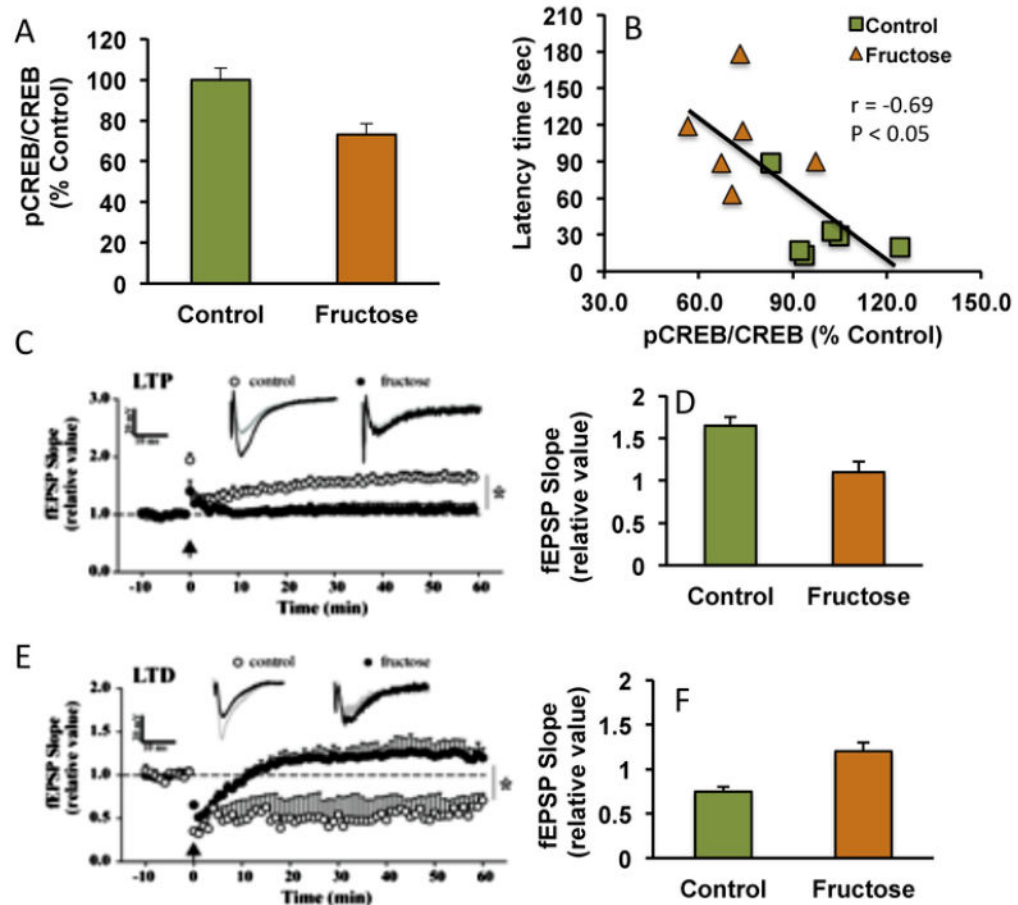 A
pCREB/CREB
(% Control)
120
100
80
60
40
20
0
Control
Fructose
B
Latency time (sec)
210
180
150
120
90
60
30
0
Control
Fructose
r = -0.69
P < 0.05
30.0
60.0
90.0
120.0
150.0
pCREB/CREB (% Control)
C
LTP
control
fructose
fEPSP Slope
(relative value)
3.0
2.0
1.0
0.0
*
-10
0
10
20
30
40
50
60
Time (min)
D
fEPSP Slope
(relative value)
2
1.5
1
0.5
0
Control
Fructose
E
LTD
control
fructose
fEPSP Slope
(relative value)
2.0
1.5
1.0
0.5
0.0
*
-10
0
10
20
30
40
50
60
Time (min)
F
fEPSP Slope
(relative value)
2
1.5
1
0.5
0
Control
Fructose